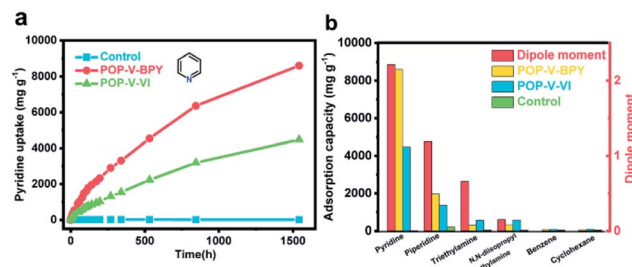 a
Pyridine uptake (mg g⁻¹)
10000
8000
6000
4000
2000
0
Control
POP-V-BPY
POP-V-VI
N
0
500
1000
1500
Time(h)
b
Adsorption capacity (mg g⁻¹)
10000
8000
6000
4000
2000
0
Dipole moment
POP-V-BPY
POP-V-VI
Control
2
1
0
Dipole moment
Pyridine
Piperidine
Triethylamine
N,N-diisopropyl
Benzene
Cyclohexane